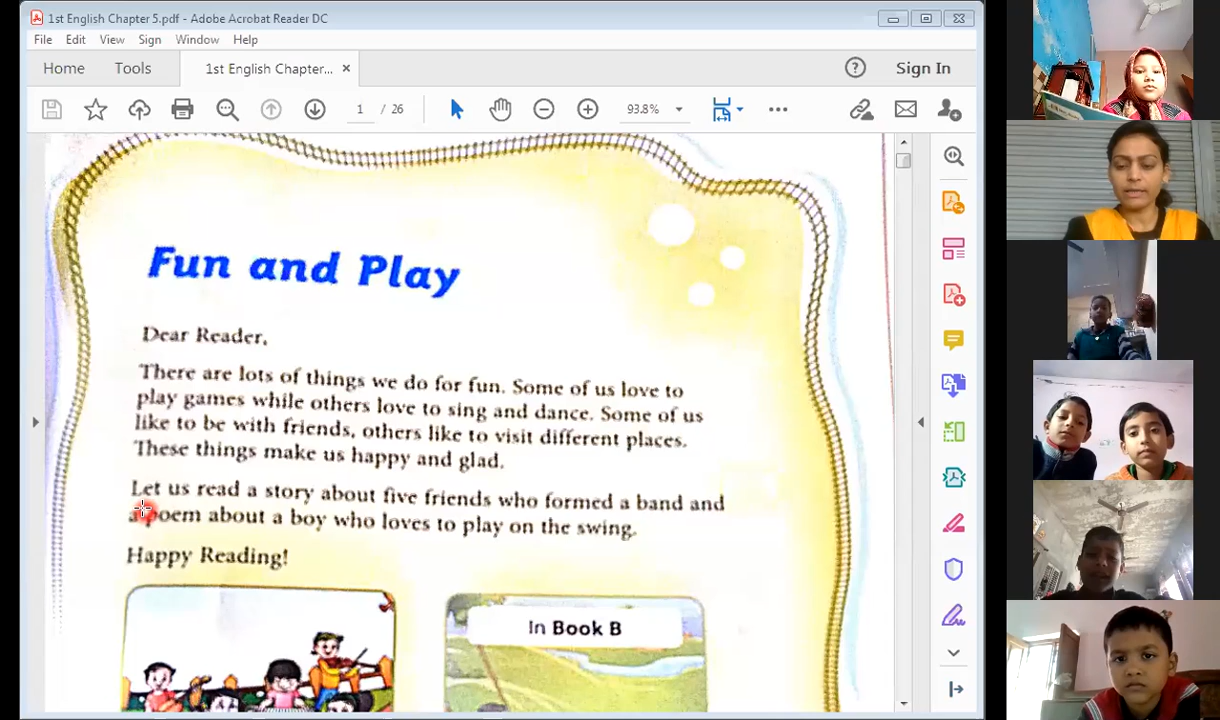 1st English Chapter 5.pdf - Adobe Acrobat Reader DC
File Edit View Sign Window Help
Home Tools 1st English Chapter... ×
Sign In
1 / 26
93.8%
Fun and Play
Dear Reader,
There are lots of things we do for fun. Some of us love to
play games while others love to sing and dance. Some of us
like to be with friends, others like to visit different places.
These things make us happy and glad.
Let us read a story about five friends who formed a band and
a poem about a boy who loves to play on the swing.
Happy Reading!
In Book B